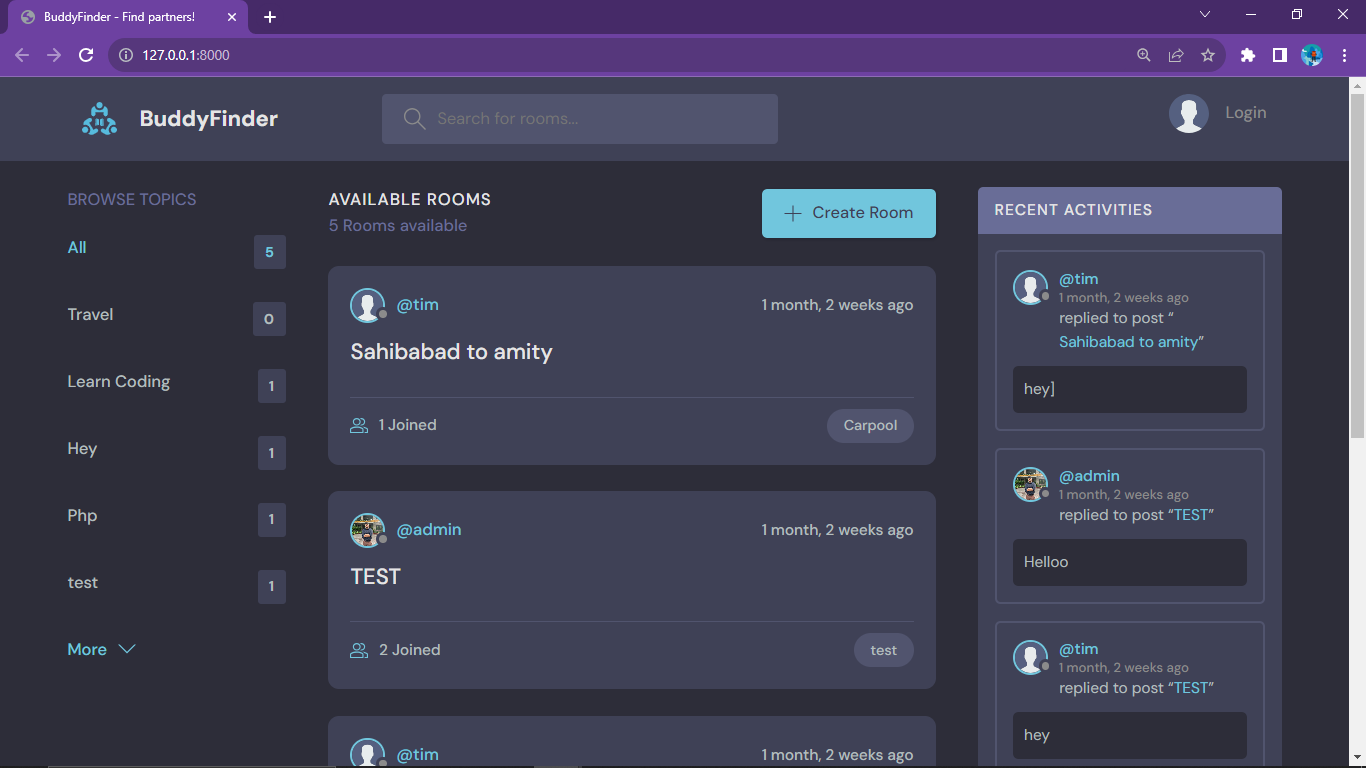 BuddyFinder - Find partners!
127.0.0.1:8000
BuddyFinder
Search for rooms...
Login
BROWSE TOPICS
All 5
Travel 0
Learn Coding 1
Hey 1
Php 1
test 1
More
AVAILABLE ROOMS
5 Rooms available
Create Room
@tim 1 month, 2 weeks ago
Sahibabad to amity
1 Joined Carpool
@admin 1 month, 2 weeks ago
TEST
2 Joined test
@tim 1 month, 2 weeks ago
RECENT ACTIVITIES
@tim
1 month, 2 weeks ago
replied to post “
Sahibabad to amity”
hey]
@admin
1 month, 2 weeks ago
replied to post “TEST”
Helloo
@tim
1 month, 2 weeks ago
replied to post “TEST”
hey